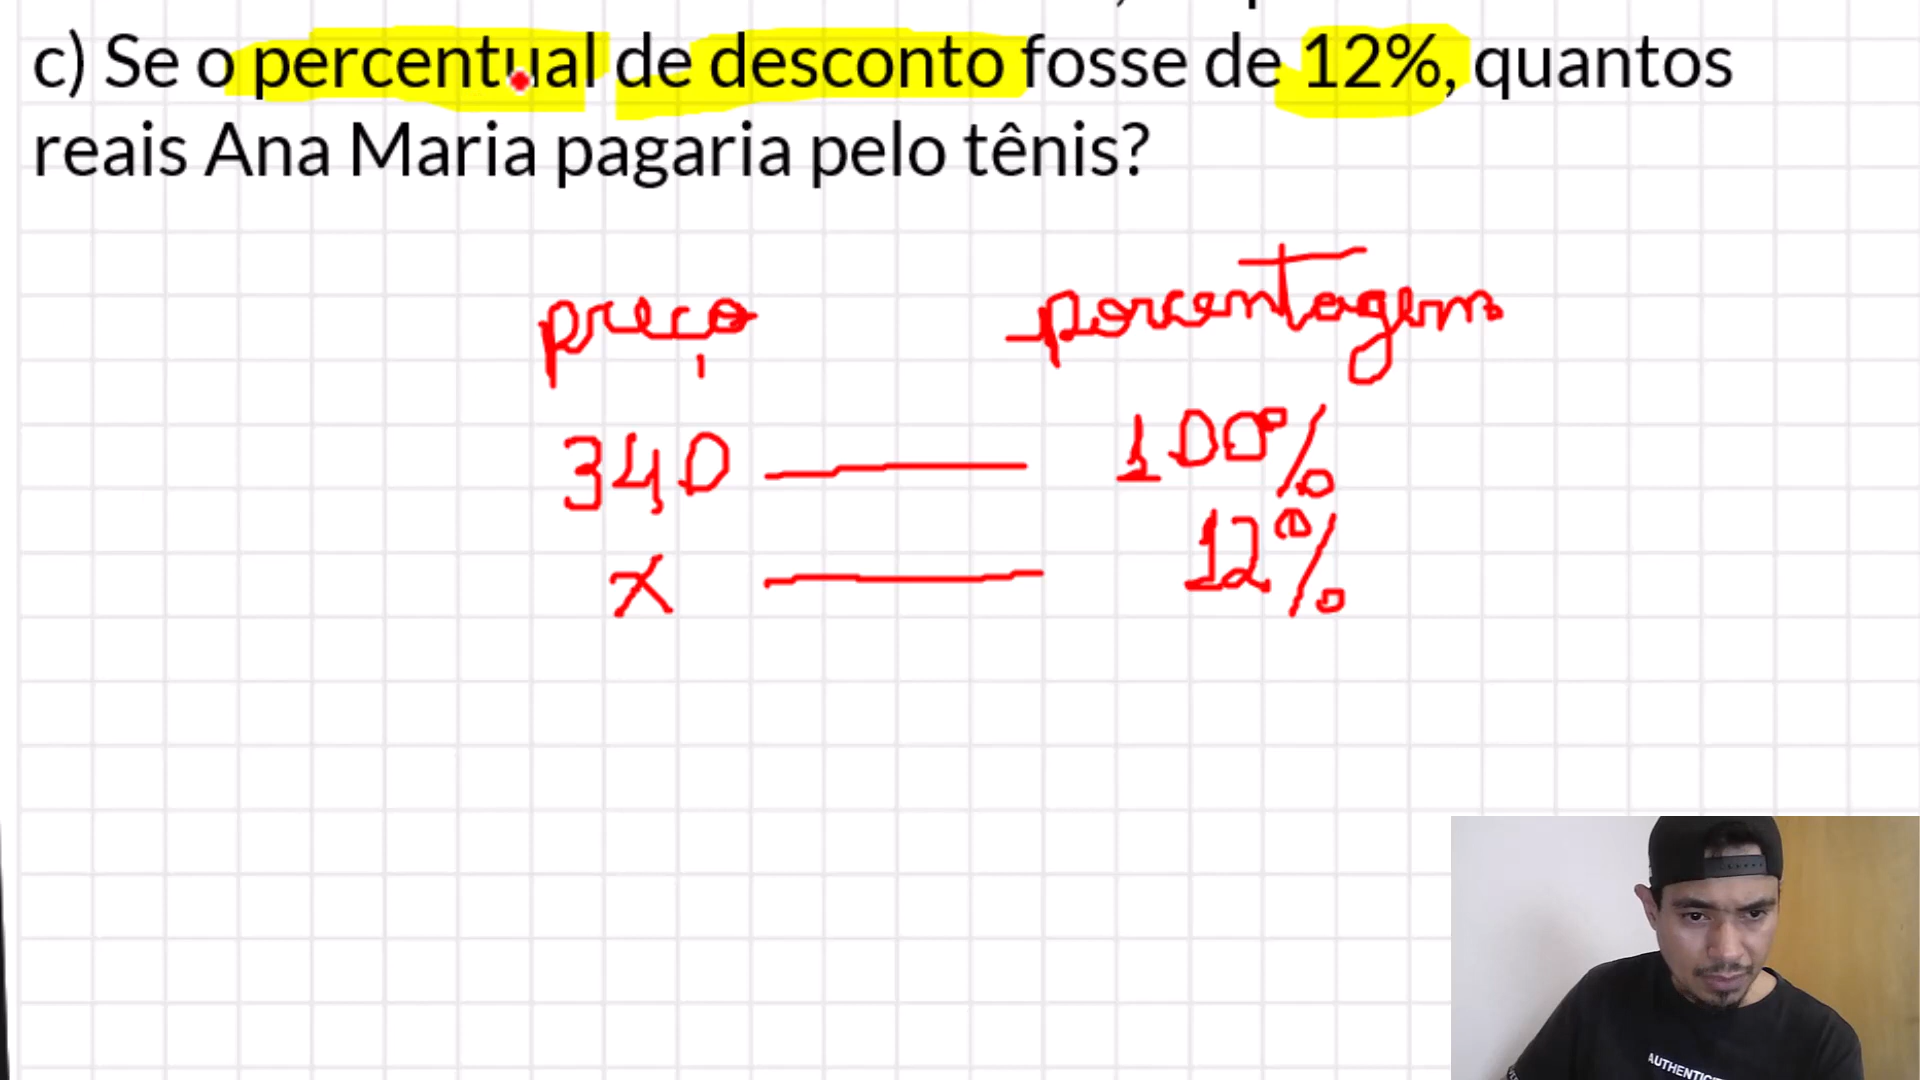 c) Se o percentual de desconto fosse de 12%, quantos
reais Ana Maria pagaria pelo tênis?
preço porcentagem
340 100%
x 12%